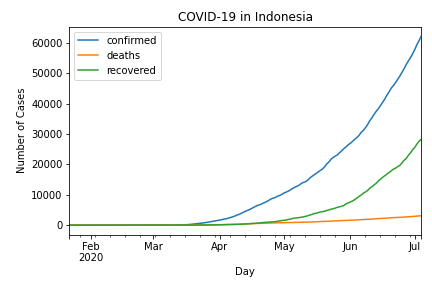 COVID-19 in Indonesia
confirmed
deaths
recovered
Number of Cases
60000
50000
40000
30000
20000
10000
0
Feb Mar Apr May Jun Jul
2020
Day